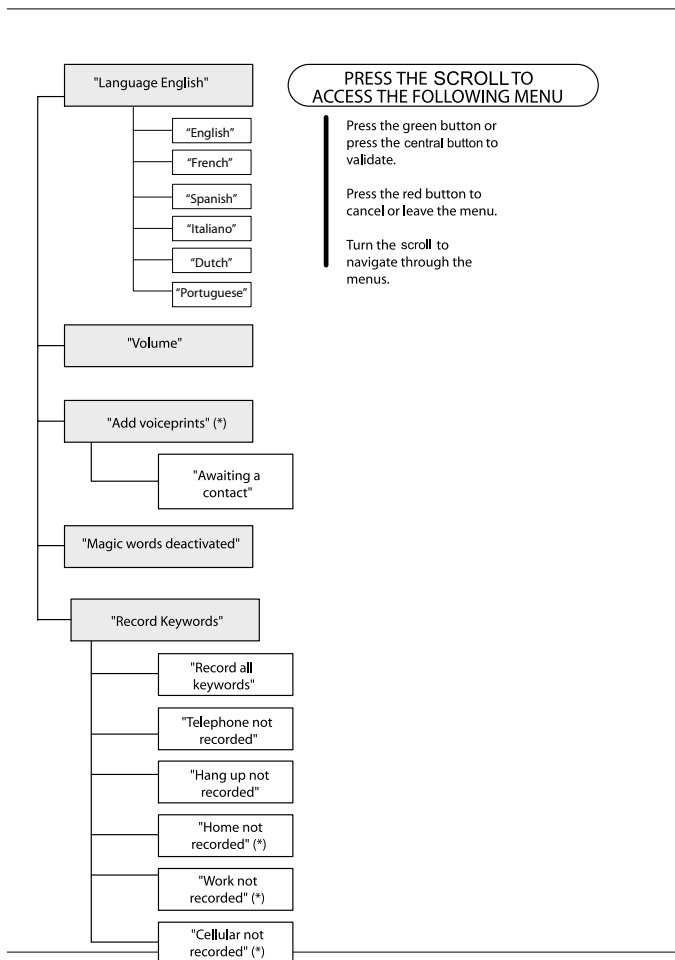 "Language English"
"English"
"French"
"Spanish"
"Italiano"
"Dutch"
"Portuguese"
"Volume"
"Add voiceprints" (*)
"Awaiting a
contact"
"Magic words deactivated"
"Record Keywords"
"Record all
keywords"
"Telephone not
recorded"
"Hang up not
recorded"
"Home not
recorded" (*)
"Work not
recorded" (*)
"Cellular not
recorded" (*)
PRESS THE SCROLL TO
ACCESS THE FOLLOWING MENU
Press the green button or
press the central button to
validate.
Press the red button to
cancel or leave the menu.
Turn the scroll to
navigate through the
menus.